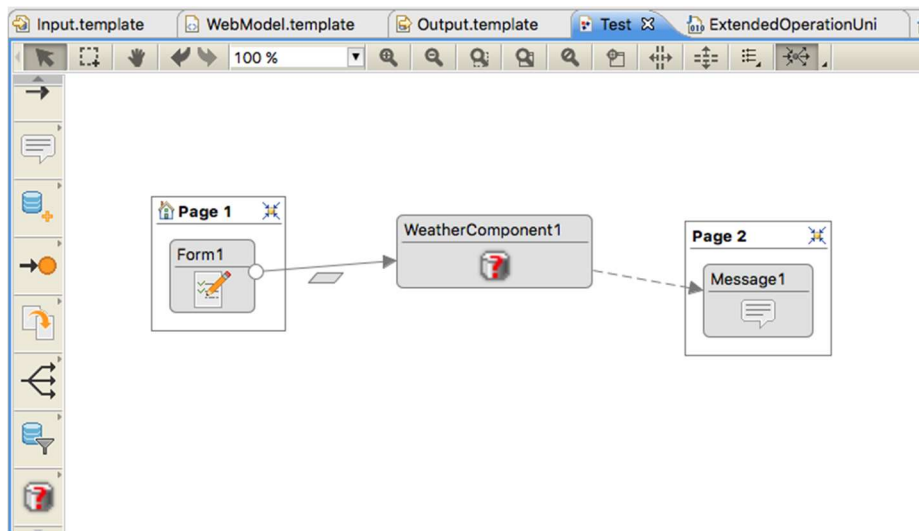 Input.template WebModel.template Output.template Test ExtendedOperationUni
100 %
Page 1
Form1
WeatherComponent1
Page 2
Message1